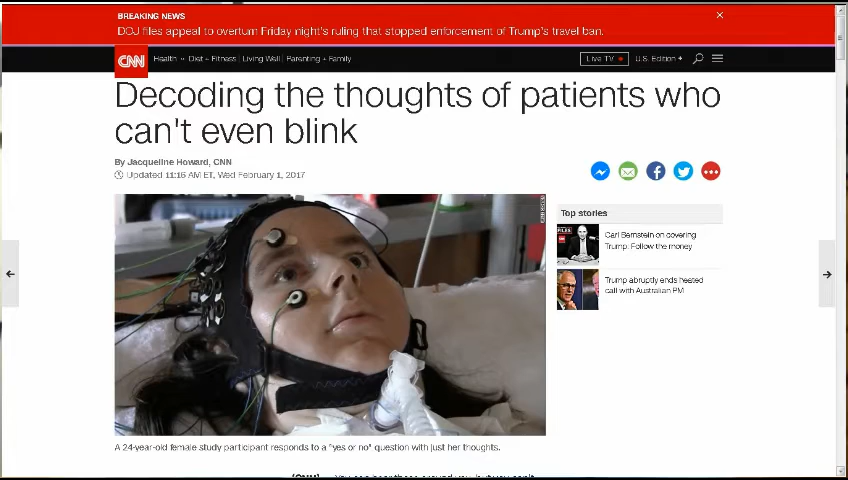 BREAKING NEWS
DOJ files appeal to overturn Friday night's ruling that stopped enforcement of Trump's travel ban.
CNN Health » Diet + Fitness | Living Well | Parenting + Family Live TV U.S. Edition +
Decoding the thoughts of patients who
can't even blink
By Jacqueline Howard, CNN
Updated 11:16 AM ET, Wed February 1, 2017
Top stories
Carl Bernstein on covering
Trump: Follow the money
Trump abruptly ends heated
call with Australian PM
A 24-year-old female study participant responds to a "yes or no" question with just her thoughts.